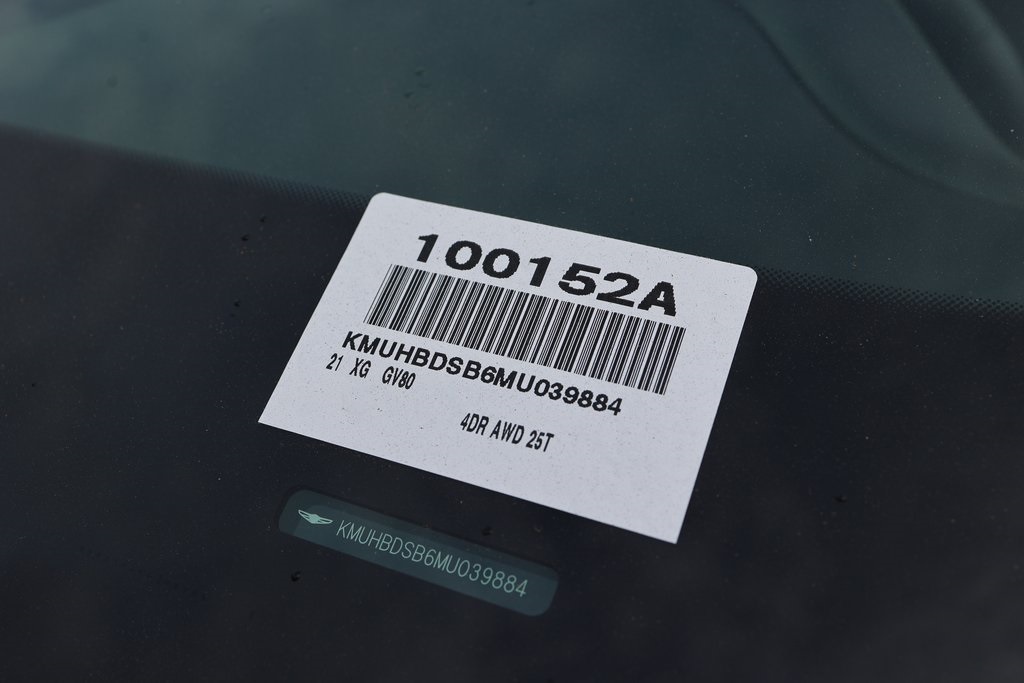 100152A
KMUHBDSB6MU039884
21 XG GV80
4DR AWD 25T
KMUHBDSB6MU039884